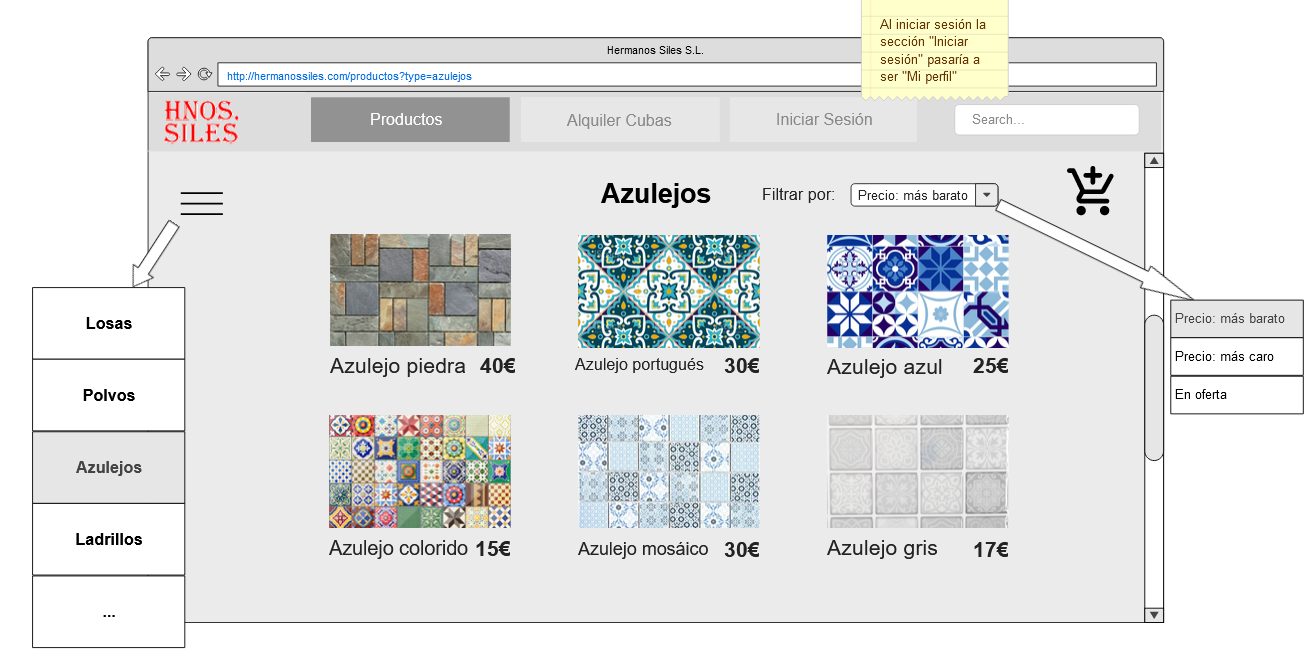 Al iniciar sesión la
sección "Iniciar
sesión" pasaría a
ser "Mi perfil"
Hermanos Siles S.L.
http://hermanossiles.com/productos?type=azulejos
HNOS.
SILES
Productos
Alquiler Cubas
Iniciar Sesión
Search...
Azulejos
Filtrar por:
Precio: más barato
Azulejo piedra 40€
Azulejo portugués 30€
Azulejo azul 25€
Azulejo colorido 15€
Azulejo mosáico 30€
Azulejo gris 17€
Losas
Polvos
Azulejos
Ladrillos
...
Precio: más barato
Precio: más caro
En oferta